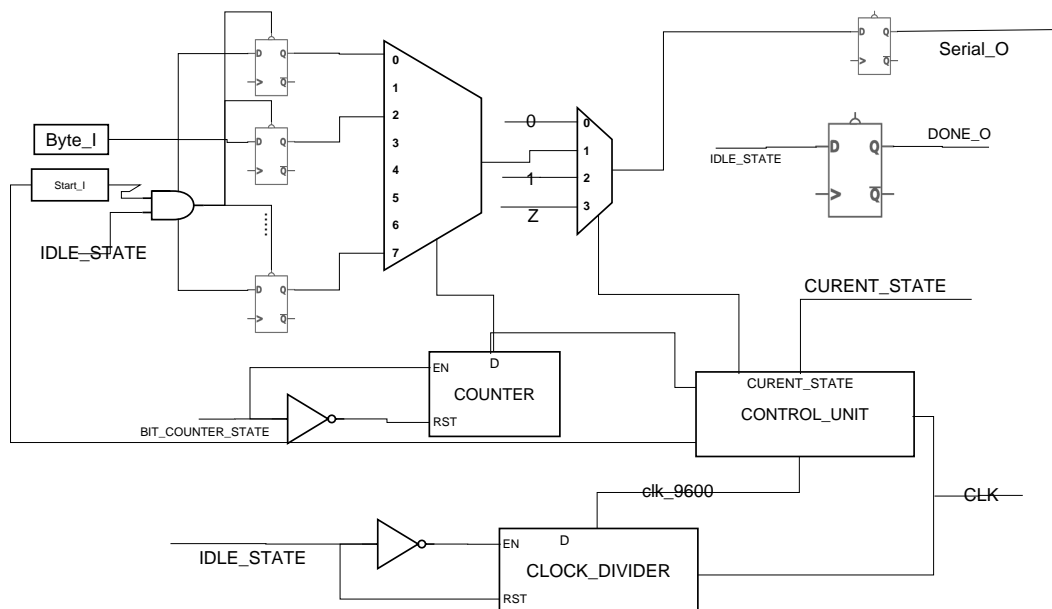 D Q
Q
D Q
Q
D Q
Q
0
1
2
3
4
5
6
7
0
1
Z
0
1
2
3
D Q
Q
Serial_O
Byte_I
Start_I
IDLE_STATE
IDLE_STATE
D Q
Q
DONE_O
CURENT_STATE
D
EN
COUNTER
RST
BIT_COUNTER_STATE
CURENT_STATE
CONTROL_UNIT
clk_9600
CLK
IDLE_STATE
D
EN
CLOCK_DIVIDER
RST